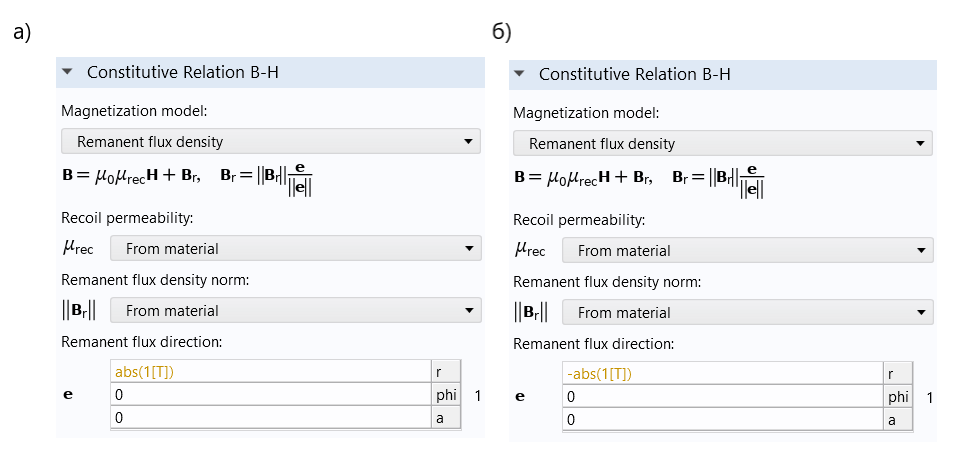 а)
Constitutive Relation B-H
Magnetization model:
Remanent flux density
B = μ0μrecH + Br, Br = ||Br|| e/||e||
Recoil permeability:
μrec From material
Remanent flux density norm:
||Br|| From material
Remanent flux direction:
abs(1[T]) r
e 0 phi 1
0 a
б)
Constitutive Relation B-H
Magnetization model:
Remanent flux density
B = μ0μrecH + Br, Br = ||Br|| e/||e||
Recoil permeability:
μrec From material
Remanent flux density norm:
||Br|| From material
Remanent flux direction:
-abs(1[T]) r
e 0 phi 1
0 a